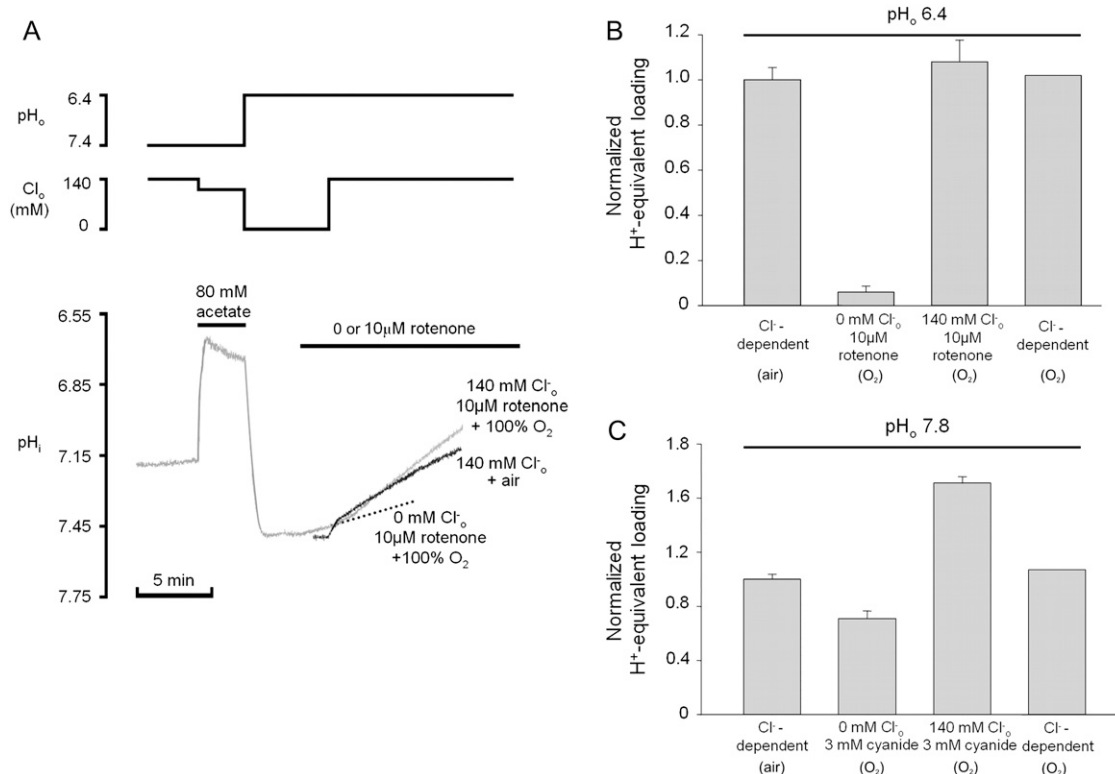 A
pHₒ
6.4
7.4
Clₒ
(mM)
140
0
80 mM
acetate
0 or 10μM rotenone
pHᵢ
6.55
6.85
7.15
7.45
7.75
140 mM Cl⁻ₒ
10μM rotenone
+ 100% O₂
140 mM Cl⁻ₒ
+ air
0 mM Cl⁻ₒ
10μM rotenone
+100% O₂
5 min
B
pHₒ 6.4
Normalized
H⁺-equivalent loading
1.2
1.0
0.8
0.6
0.4
0.2
0
Cl⁻-
dependent
(air)
0 mM Cl⁻ₒ
10μM
rotenone
(O₂)
140 mM Cl⁻ₒ
10μM
rotenone
(O₂)
Cl⁻-
dependent
(O₂)
C
pHₒ 7.8
Normalized
H⁺-equivalent loading
1.8
1.6
1.2
0.8
0.4
0
Cl⁻-
dependent
(air)
0 mM Cl⁻ₒ
3 mM cyanide
(O₂)
140 mM Cl⁻ₒ
3 mM cyanide
(O₂)
Cl⁻-
dependent
(O₂)